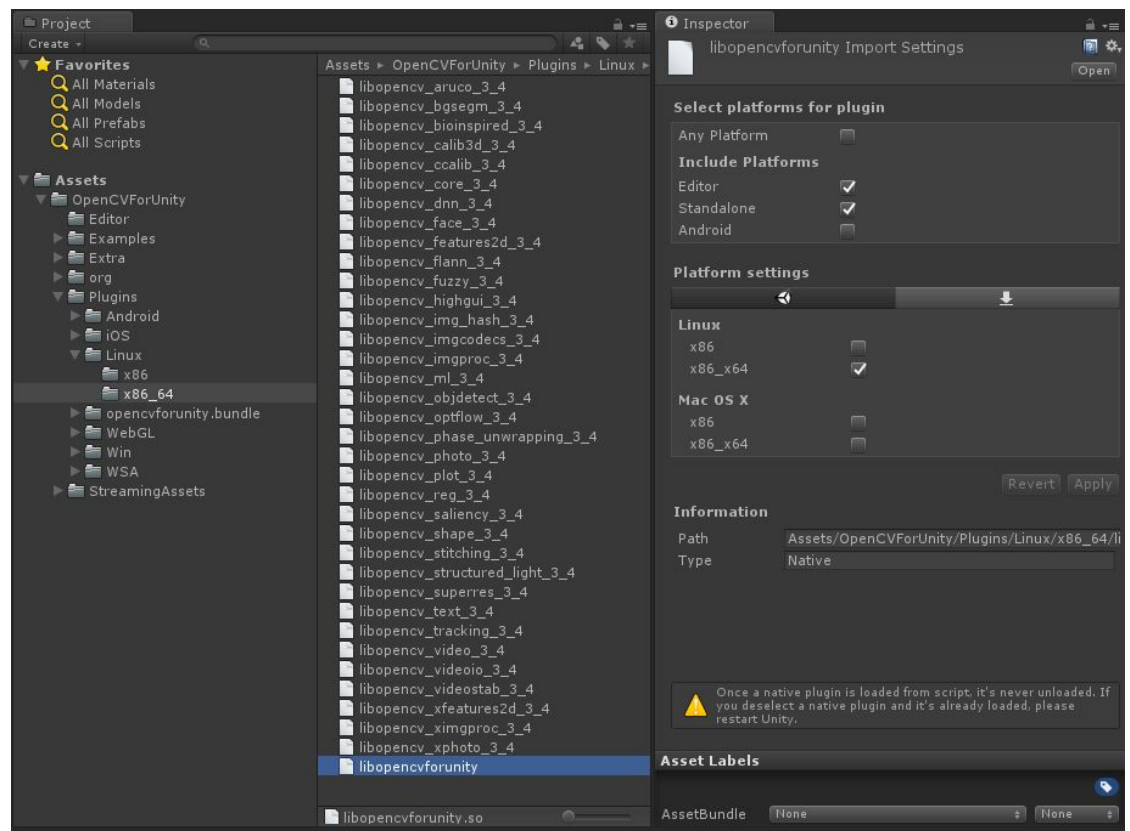 Project
Create
Favorites
All Materials
All Models
All Prefabs
All Scripts
Assets
OpenCVForUnity
Editor
Examples
Extra
org
Plugins
Android
iOS
Linux
x86
x86_64
opencvforunity.bundle
WebGL
Win
WSA
StreamingAssets
Assets OpenCVForUnity Plugins Linux
libopencv_aruco_3_4
libopencv_bgsegm_3_4
libopencv_bioinspired_3_4
libopencv_calib3d_3_4
libopencv_ccalib_3_4
libopencv_core_3_4
libopencv_dnn_3_4
libopencv_face_3_4
libopencv_features2d_3_4
libopencv_flann_3_4
libopencv_fuzzy_3_4
libopencv_highgui_3_4
libopencv_img_hash_3_4
libopencv_imgcodecs_3_4
libopencv_imgproc_3_4
libopencv_ml_3_4
libopencv_objdetect_3_4
libopencv_optflow_3_4
libopencv_phase_unwrapping_3_4
libopencv_photo_3_4
libopencv_plot_3_4
libopencv_reg_3_4
libopencv_saliency_3_4
libopencv_shape_3_4
libopencv_stitching_3_4
libopencv_structured_light_3_4
libopencv_superres_3_4
libopencv_text_3_4
libopencv_tracking_3_4
libopencv_video_3_4
libopencv_videoio_3_4
libopencv_videostab_3_4
libopencv_xfeatures2d_3_4
libopencv_ximgproc_3_4
libopencv_xphoto_3_4
libopencvforunity
libopencvforunity.so
Inspector
libopencvforunity Import Settings
Open
Select platforms for plugin
Any Platform
Include Platforms
Editor
Standalone
Android
Platform settings
Linux
x86
x86_x64
Mac OS X
x86
x86_x64
Revert Apply
Information
Path Assets/OpenCVForUnity/Plugins/Linux/x86_64/li
Type Native
Once a native plugin is loaded from script, it's never unloaded. If
you deselect a native plugin and it's already loaded, please
restart Unity.
Asset Labels
AssetBundle None None